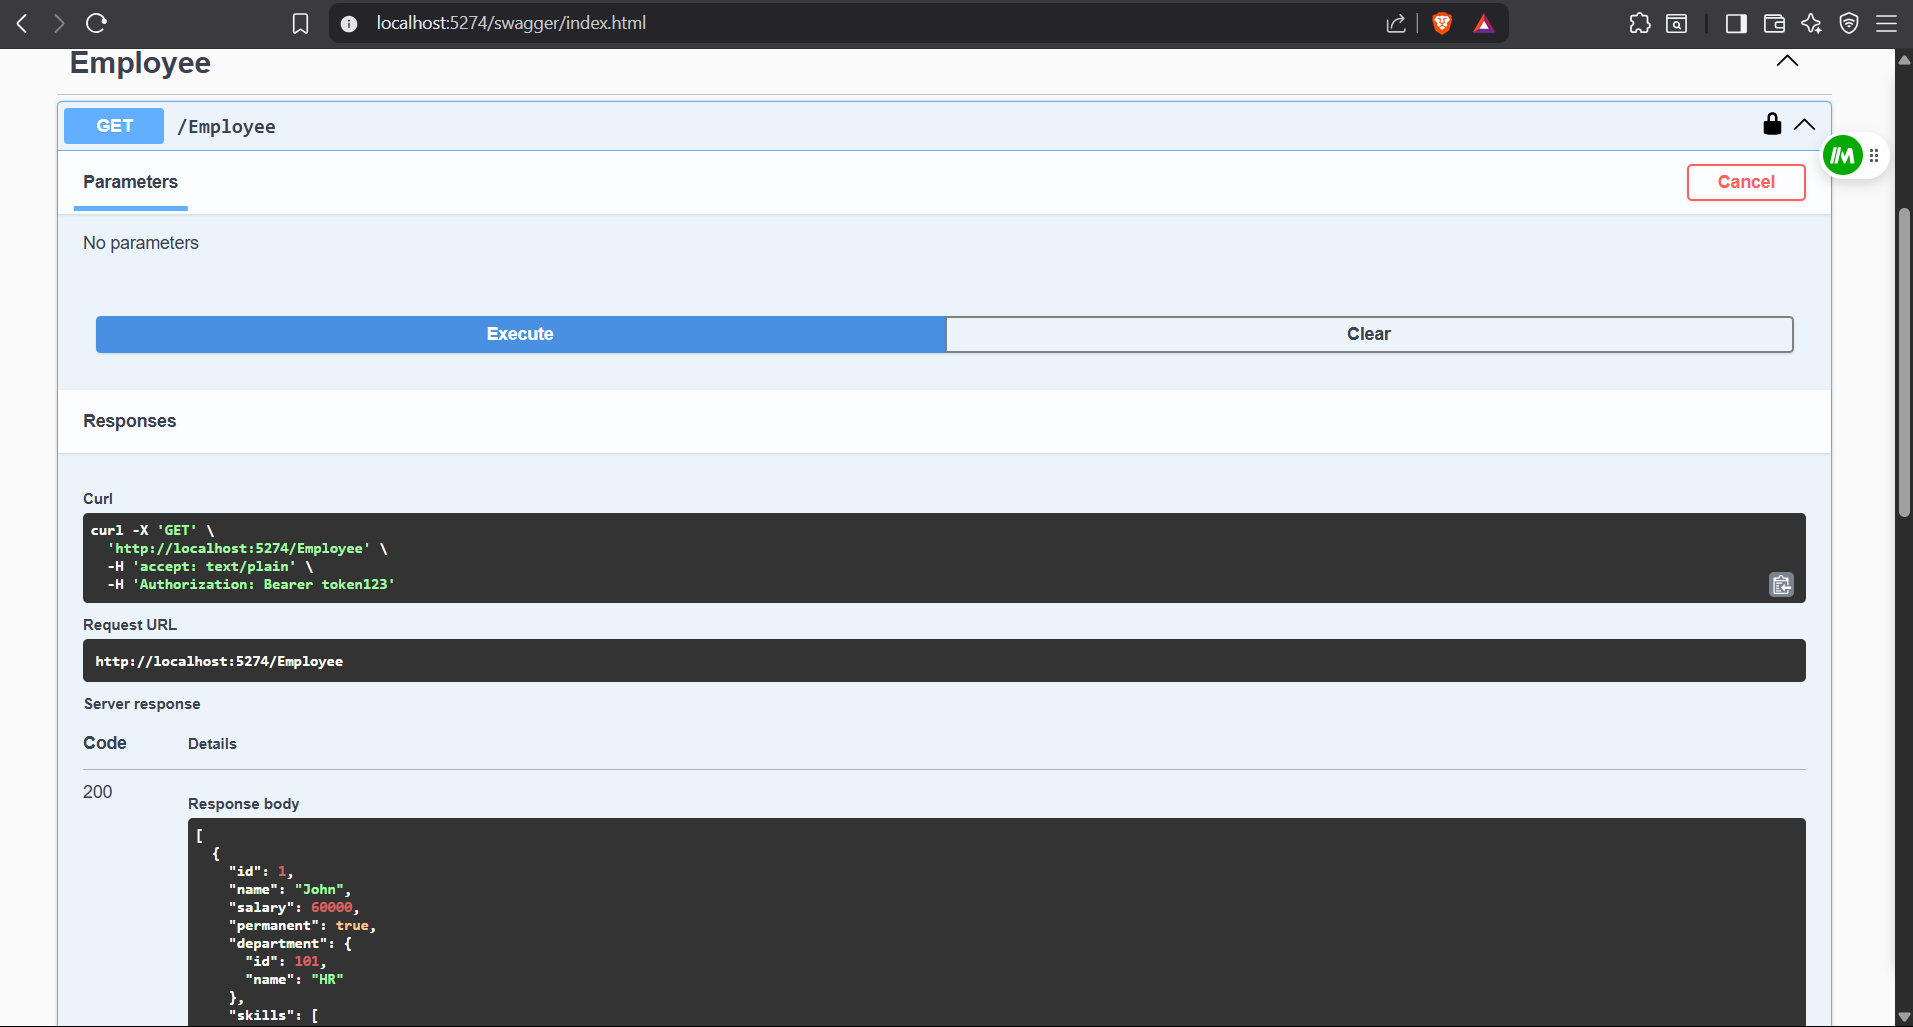 localhost:5274/swagger/index.html
Employee
GET /Employee
Parameters
Cancel
No parameters
Execute
Clear
Responses
Curl
curl -X 'GET' \
  'http://localhost:5274/Employee' \
  -H 'accept: text/plain' \
  -H 'Authorization: Bearer token123'
Request URL
http://localhost:5274/Employee
Server response
Code Details
200
Response body
[
  {
    "id": 1,
    "name": "John",
    "salary": 60000,
    "permanent": true,
    "department": {
      "id": 101,
      "name": "HR"
    },
    "skills": [